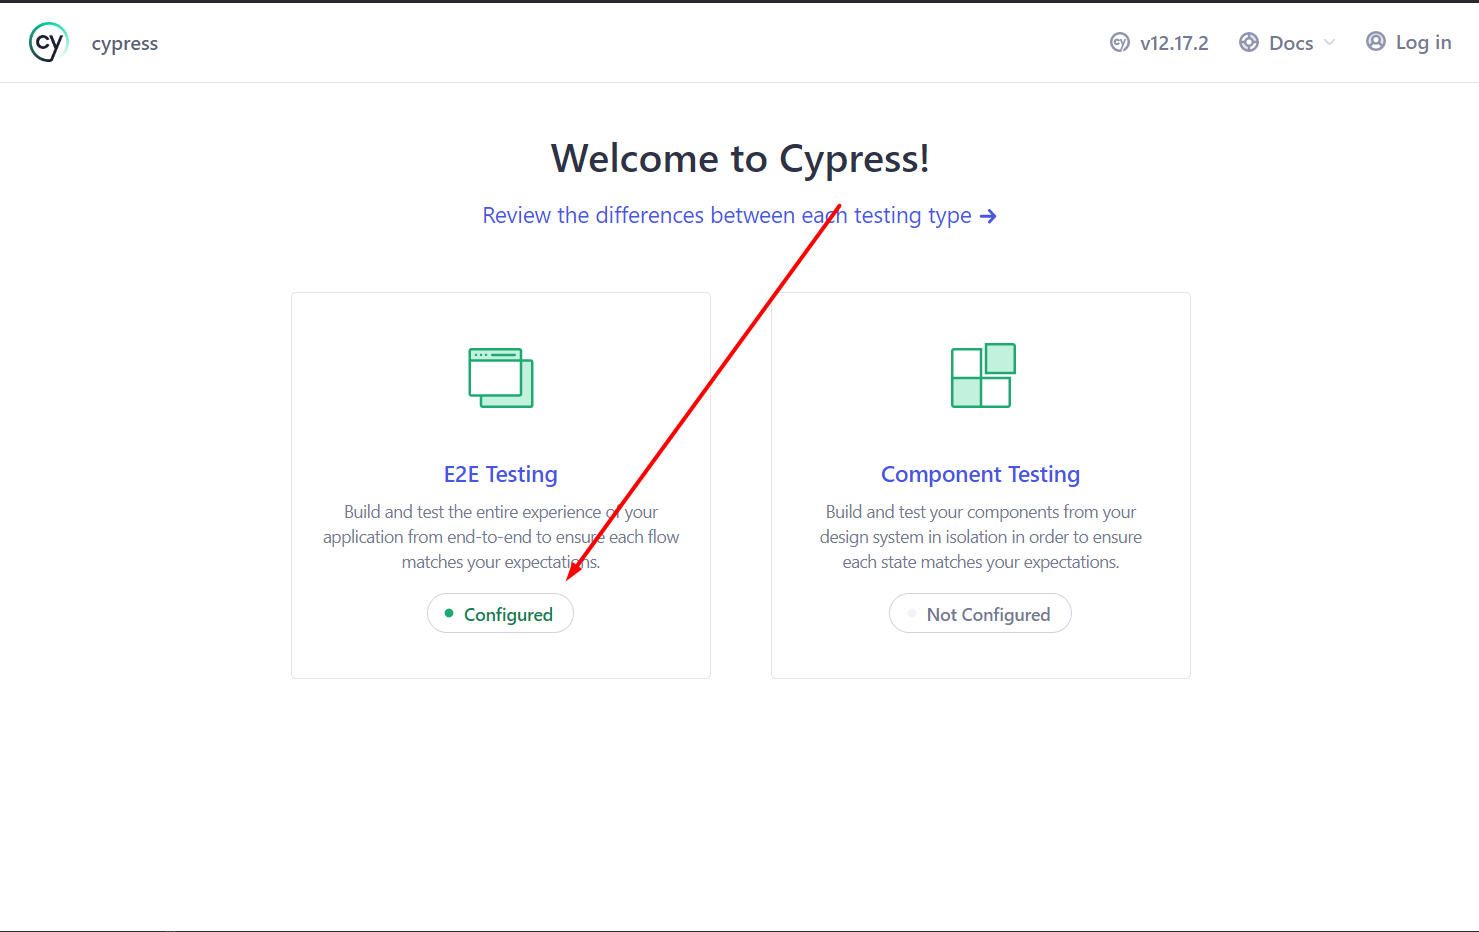 cy cypress cy v12.17.2 Docs Log in
Welcome to Cypress!
Review the differences between each testing type →
E2E Testing
Build and test the entire experience of your
application from end-to-end to ensure each flow
matches your expectations.
Configured
Component Testing
Build and test your components from your
design system in isolation in order to ensure
each state matches your expectations.
Not Configured